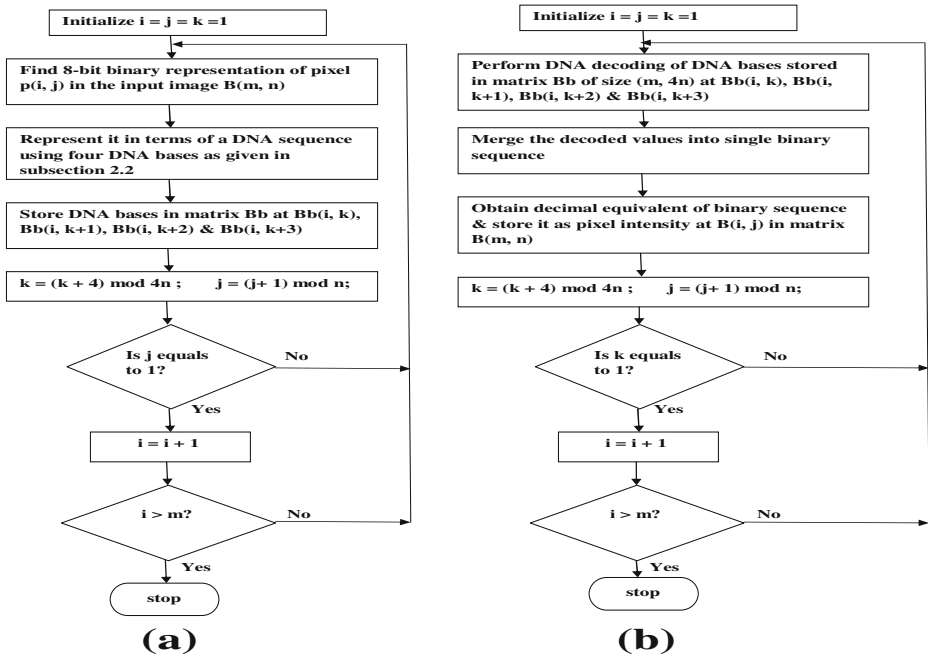 Initialize i = j = k =1
Find 8-bit binary representation of pixel
p(i, j) in the input image B(m, n)
Represent it in terms of a DNA sequence
using four DNA bases as given in
subsection 2.2
Store DNA bases in matrix Bb at Bb(i, k),
Bb(i, k+1), Bb(i, k+2) & Bb(i, k+3)
k = (k + 4) mod 4n ; j = (j+ 1) mod n;
Is j equals
to 1?
No
Yes
i = i + 1
i > m?
No
Yes
stop
(a)
Initialize i = j = k =1
Perform DNA decoding of DNA bases stored
in matrix Bb of size (m, 4n) at Bb(i, k), Bb(i,
k+1), Bb(i, k+2) & Bb(i, k+3)
Merge the decoded values into single binary
sequence
Obtain decimal equivalent of binary sequence
& store it as pixel intensity at B(i, j) in matrix
B(m, n)
k = (k + 4) mod 4n ; j = (j+ 1) mod n;
Is k equals
to 1?
No
Yes
i = i + 1
i > m?
No
Yes
stop
(b)